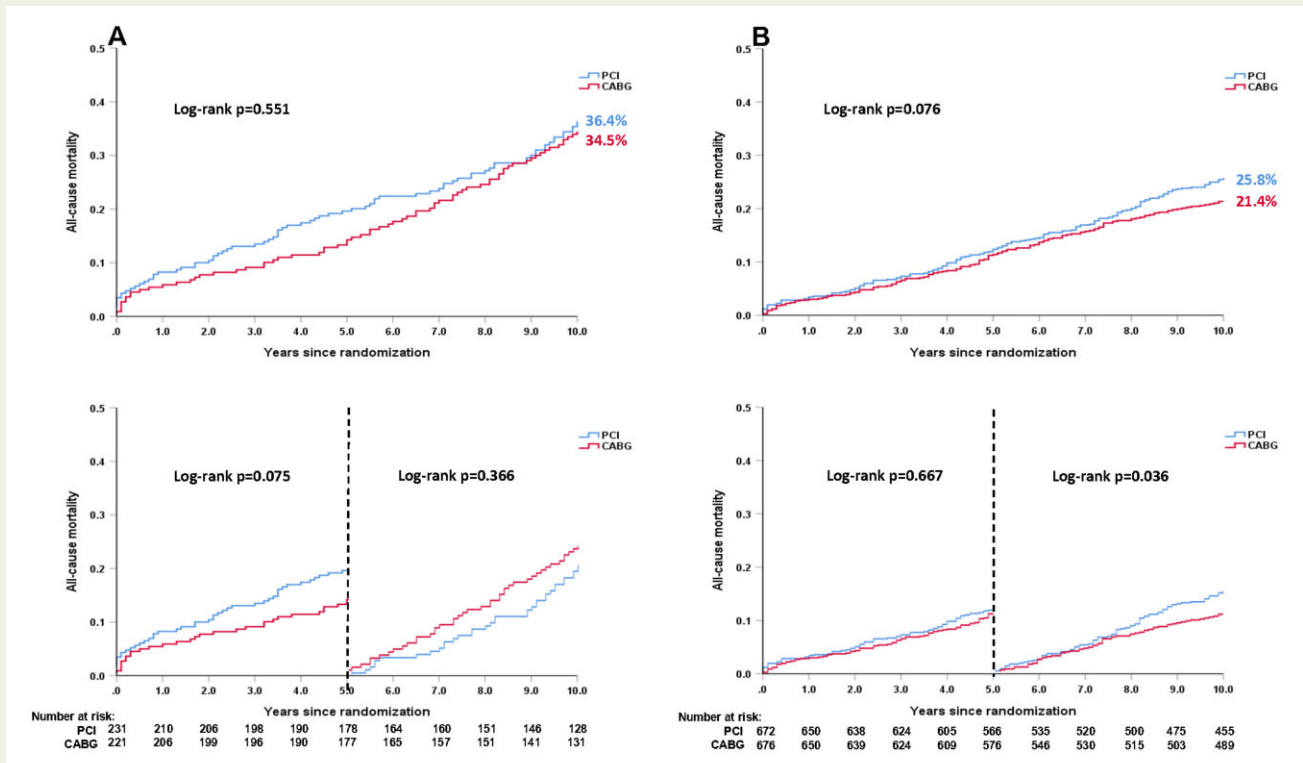 A
0.5
0.4
0.3
0.2
0.1
0.0
All-cause mortality
Log-rank p=0.551
PCI
CABG
36.4%
34.5%
.0 1.0 2.0 3.0 4.0 5.0 6.0 7.0 8.0 9.0 10.0
Years since randomization
B
0.5
0.4
0.3
0.2
0.1
0.0
All-cause mortality
Log-rank p=0.076
PCI
CABG
25.8%
21.4%
.0 1.0 2.0 3.0 4.0 5.0 6.0 7.0 8.0 9.0 10.0
Years since randomization
0.5
0.4
0.3
0.2
0.1
0.0
All-cause mortality
Log-rank p=0.075
Log-rank p=0.366
PCI
CABG
.0 1.0 2.0 3.0 4.0 5.0 6.0 7.0 8.0 9.0 10.0
Years since randomization
Number at risk:
PCI 231 210 206 198 190 178 164 160 151 146 128
CABG 221 206 199 196 190 177 165 157 151 141 131
0.5
0.4
0.3
0.2
0.1
0.0
All-cause mortality
Log-rank p=0.667
Log-rank p=0.036
PCI
CABG
.0 1.0 2.0 3.0 4.0 5.0 6.0 7.0 8.0 9.0 10.0
Years since randomization
Number at risk:
PCI 672 650 638 624 605 566 535 520 500 475 455
CABG 676 650 639 624 609 576 546 530 515 503 489